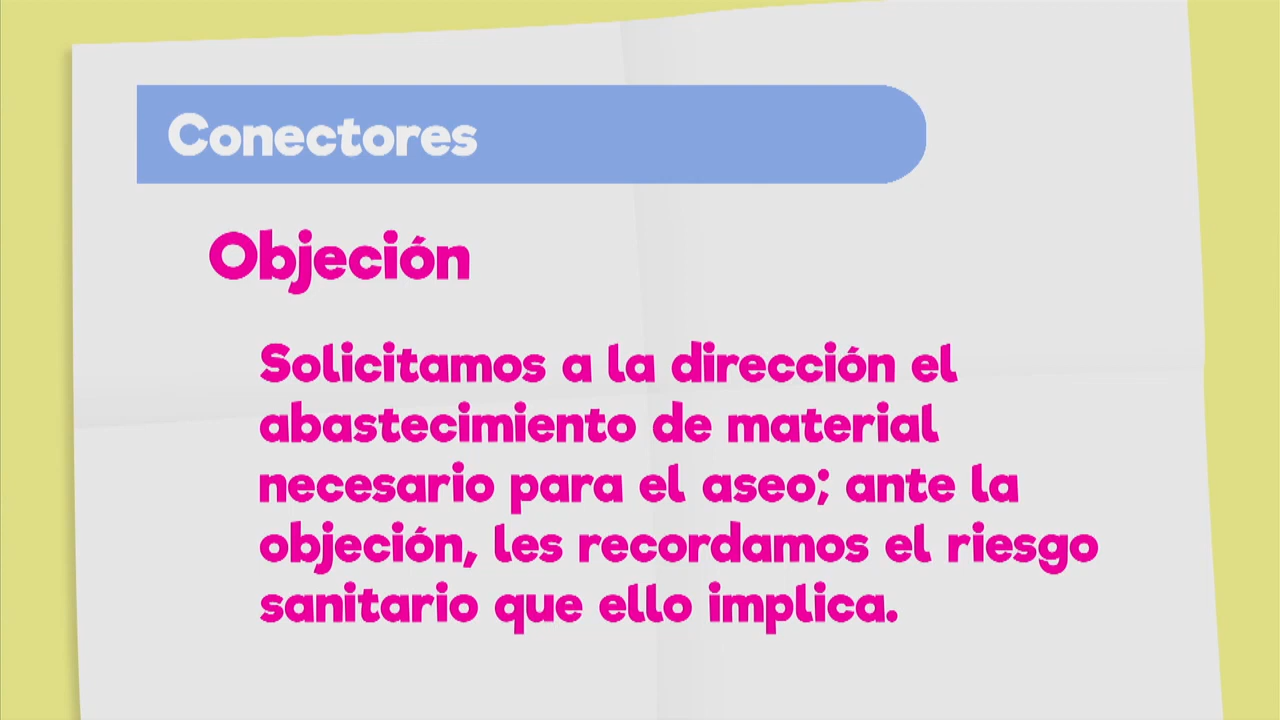 Conectores
Objeción
Solicitamos a la dirección el
abastecimiento de material
necesario para el aseo; ante la
objeción, les recordamos el riesgo
sanitario que ello implica.